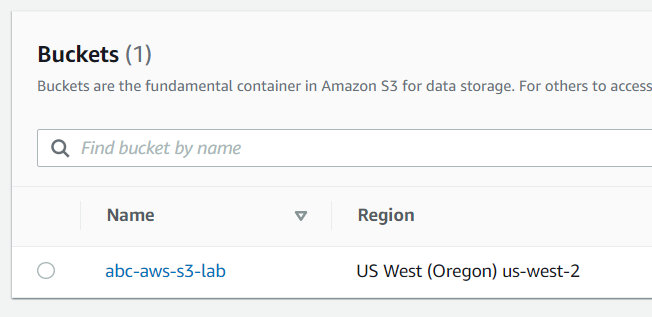 Buckets (1)
Buckets are the fundamental container in Amazon S3 for data storage. For others to access
Find bucket by name
Name Region
abc-aws-s3-lab US West (Oregon) us-west-2